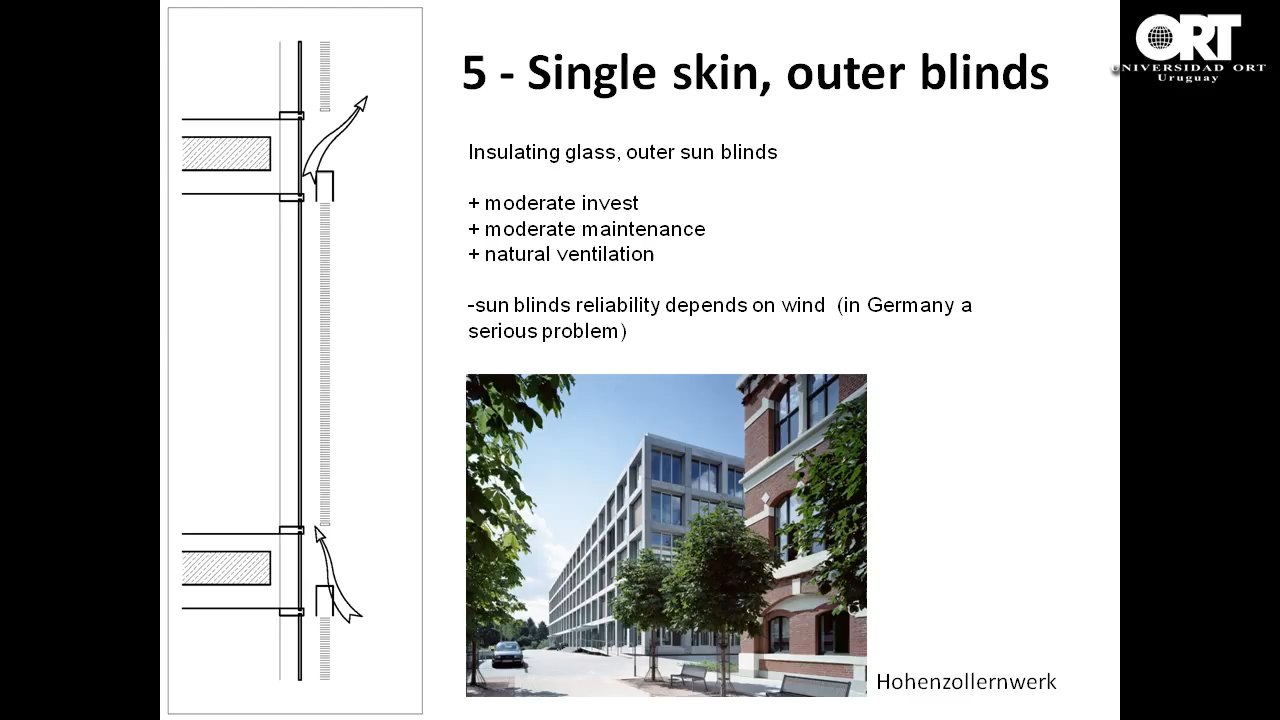 5 - Single skin, outer blinds
ORT
UNIVERSIDAD ORT
Uruguay
Insulating glass, outer sun blinds
+ moderate invest
+ moderate maintenance
+ natural ventilation
-sun blinds reliability depends on wind (in Germany a
serious problem)
Hohenzollernwerk